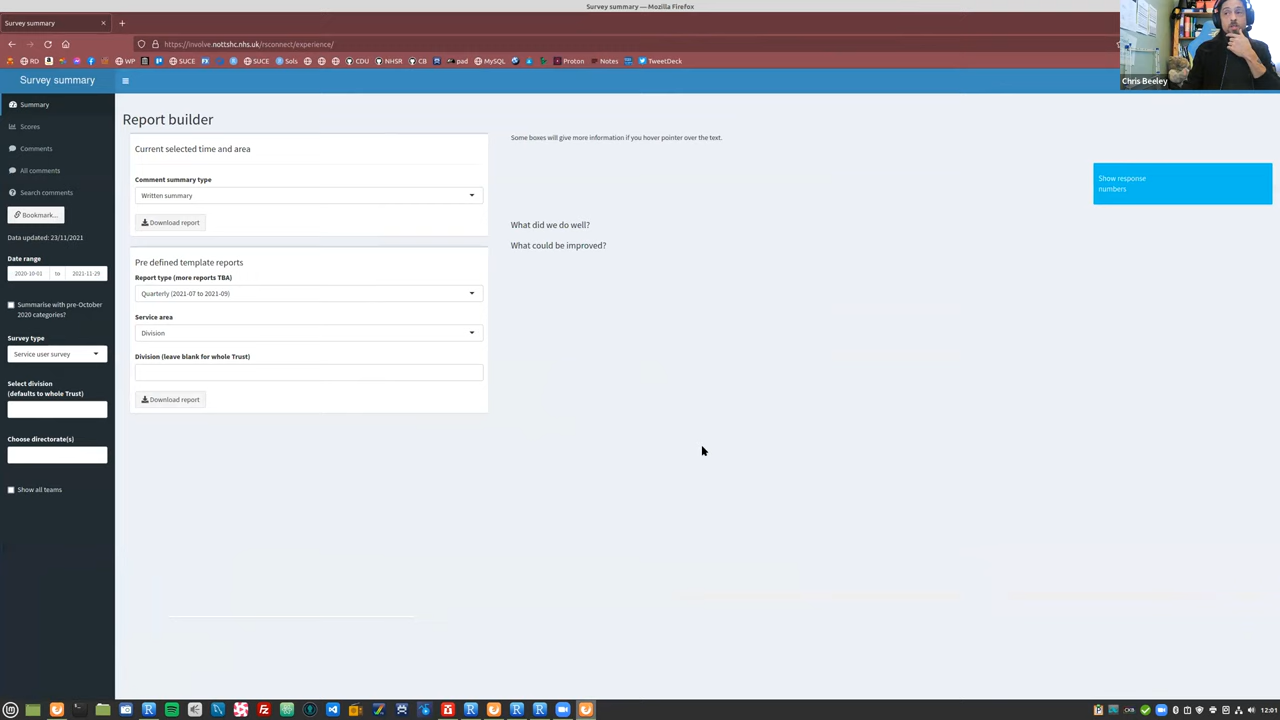 Survey summary — Mozilla Firefox
Survey summary
https://involve.nottshc.nhs.uk/rsconnect/experience/
RD
WP
SUCE
FX
SUCE
Sols
CDU
NHSR
CB
pad
MySQL
Proton
Notes
TweetDeck
Chris Beeley
Survey summary
Summary
Scores
Comments
All comments
Search comments
Bookmark...
Data updated: 23/11/2021
Date range
2020-10-01 to 2021-11-29
Summarise with pre-October
2020 categories?
Survey type
Service user survey
Select division
(defaults to whole Trust)
Choose directorate(s)
Show all teams
Report builder
Current selected time and area
Comment summary type
Written summary
Download report
Pre defined template reports
Report type (more reports TBA)
Quarterly (2021-07 to 2021-09)
Service area
Division
Division (leave blank for whole Trust)
Download report
Some boxes will give more information if you hover pointer over the text.
Show response
numbers
What did we do well?
What could be improved?
12:01